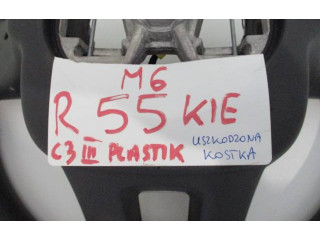 M6
R 55 KIE
C3 III PLASTIK
USZKODZONA
KOSTKA